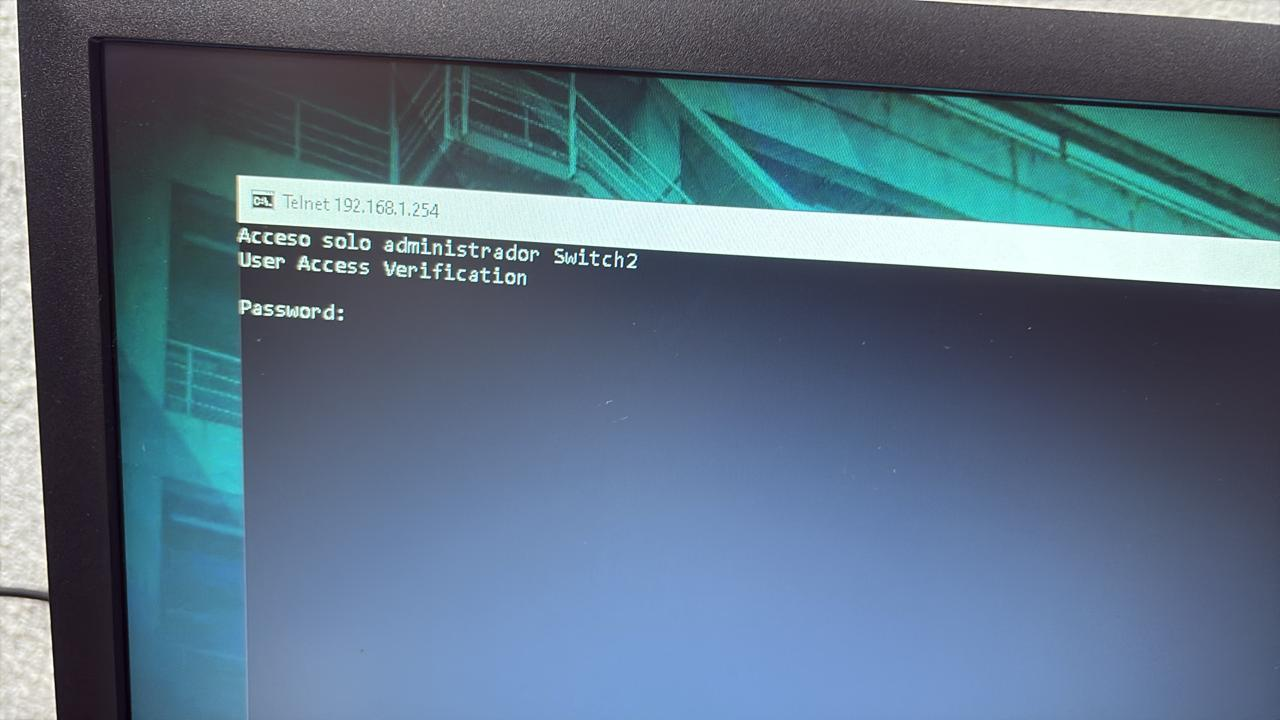 C:\.
Telnet 192.168.1.254
Acceso solo administrador Switch2
User Access Verification
Password: